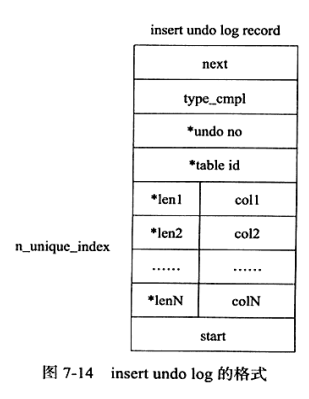 insert undo log record
next
type_cmpl
*undo no
*table id
*len1 col1
n_unique_index *len2 col2
...... ......
*lenN colN
start
图 7-14 insert undo log 的格式